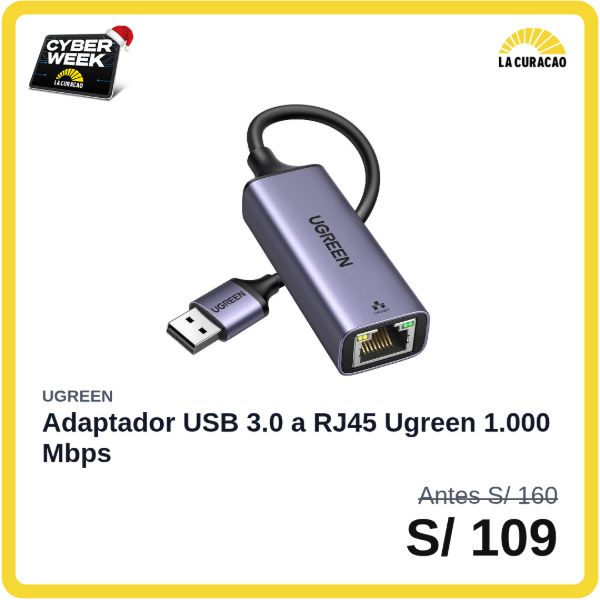 CYBER
WEEK
LA CURACAO
LA CURACAO
UGREEN
UGREEN
UGREEN
Adaptador USB 3.0 a RJ45 Ugreen 1.000
Mbps
Antes S/ 160
S/ 109